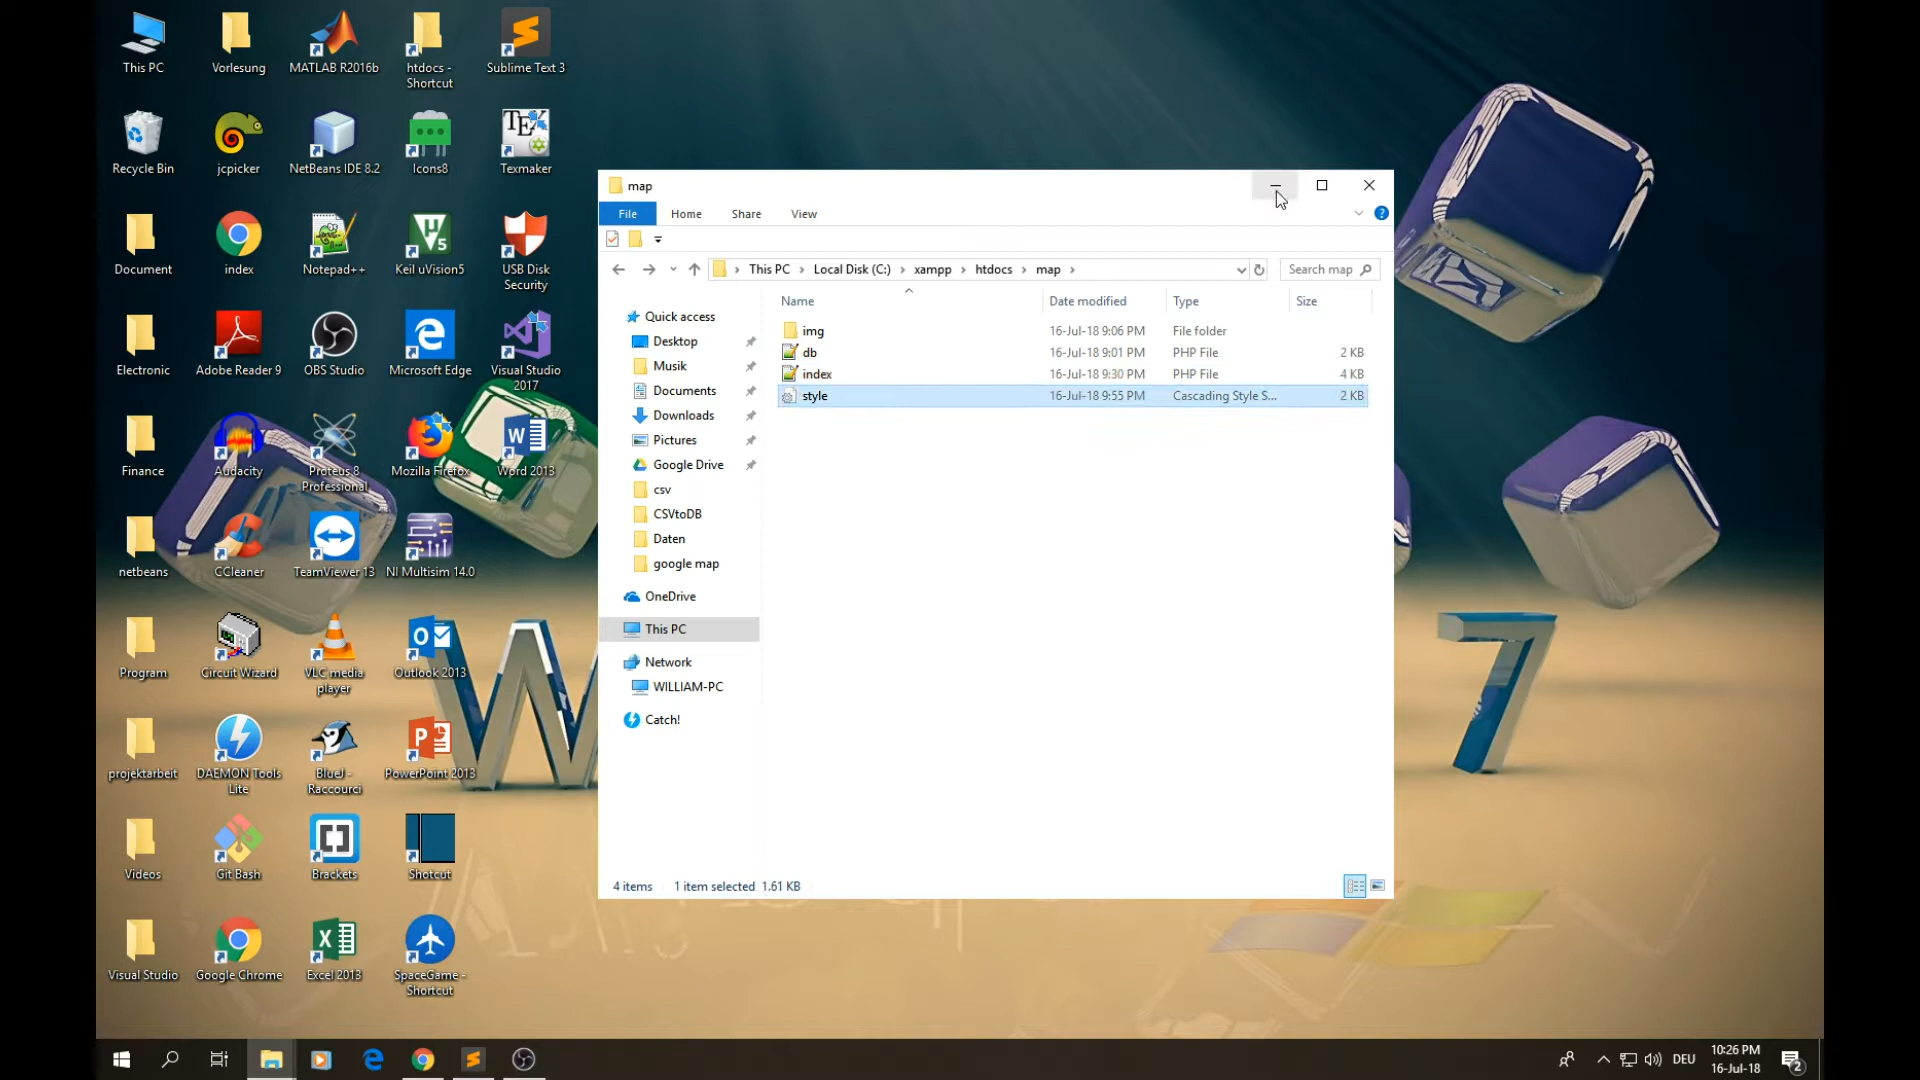 This PC
Vorlesung
MATLAB R2016b
htdocs -
Shortcut
Sublime Text 3
Recycle Bin
jcpicker
NetBeans IDE 8.2
Icons8
Texmaker
Document
index
Notepad++
Keil uVision5
USB Disk
Security
Electronic
Adobe Reader 9
OBS Studio
Microsoft Edge
Visual Studio
2017
Finance
Audacity
Proteus 8
Professional
Mozilla Firefox
Word 2013
netbeans
CCleaner
TeamViewer 13
NI Multisim 14.0
Program
Circuit Wizard
VLC media
player
Outlook 2013
projektarbeit
DAEMON Tools
Lite
BlueJ -
Raccourci
PowerPoint 2013
Videos
Git Bash
Brackets
Shotcut
Visual Studio
Google Chrome
Excel 2013
SpaceGame -
Shortcut
map
File
Home
Share
View
This PC
Local Disk (C:)
xampp
htdocs
map
Search map
Name
Date modified
Type
Size
img 16-Jul-18 9:06 PM File folder
db 16-Jul-18 9:01 PM PHP File 2 KB
index 16-Jul-18 9:30 PM PHP File 4 KB
style 16-Jul-18 9:55 PM Cascading Style S... 2 KB
Quick access
Desktop
Musik
Documents
Downloads
Pictures
Google Drive
csv
CSVtoDB
Daten
google map
OneDrive
This PC
Network
WILLIAM-PC
Catch!
4 items
1 item selected 1.61 KB
W
7
DEU
10:26 PM
16-Jul-18
2